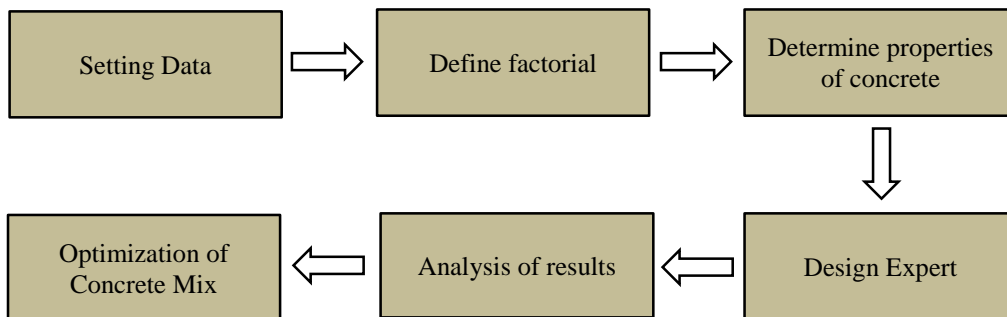 Setting Data
Define factorial
Determine properties
of concrete
Design Expert
Analysis of results
Optimization of
Concrete Mix